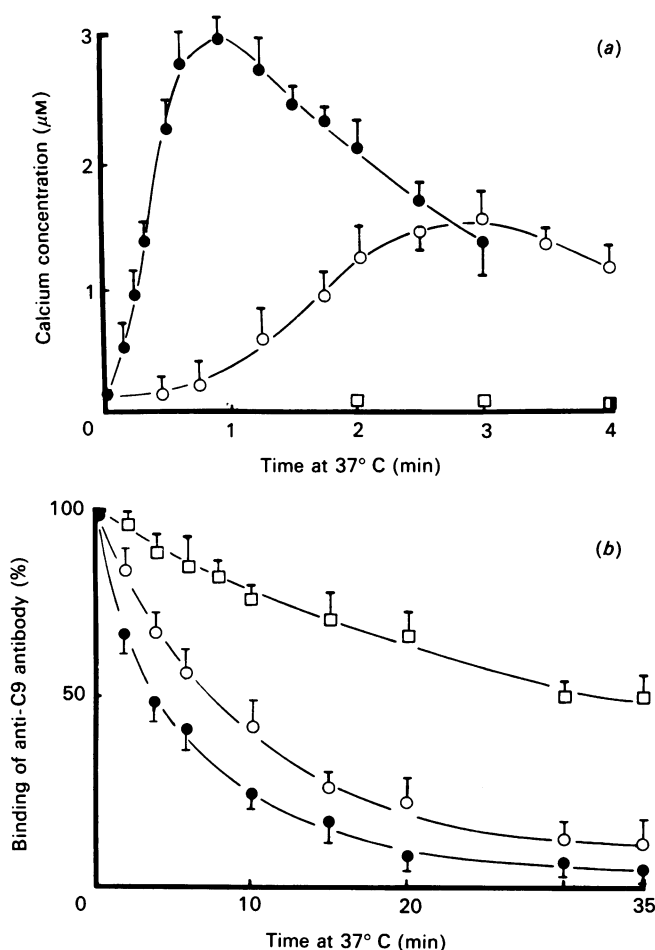 3
(a)
2
Calcium concentration (μM)
1
0
1
2
3
4
Time at 37° C (min)
100
(b)
50
Binding of anti-C9 antibody (%)
0
10
20
35
Time at 37° C (min)